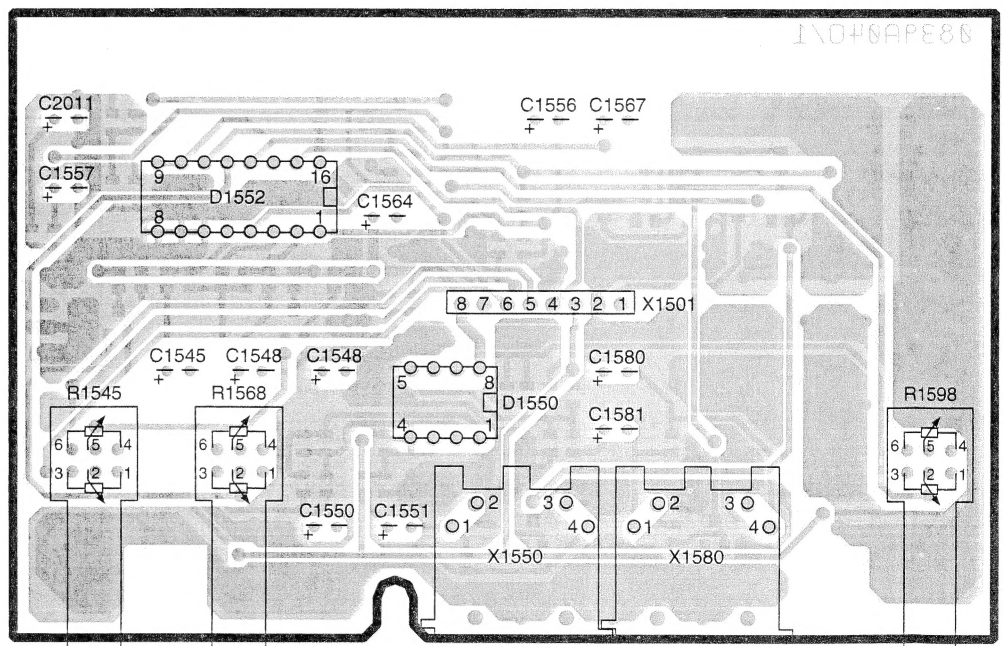 C2011
+
C1556 C1567
+ +
C1557
+
9 16
D1552
8 1
C1564
+
8 7 6 5 4 3 2 1 X1501
C1545 C1548 C1548 C1580
+ + + +
R1545 R1568 5 8 D1550 R1598
4 1
C1581
+
6 5 4 6 5 4 6 5 4
3 2 1 3 2 1 3 2 1
C1550 C1551
+ +
2 3 2 3
1 4 1 4
X1550 X1580